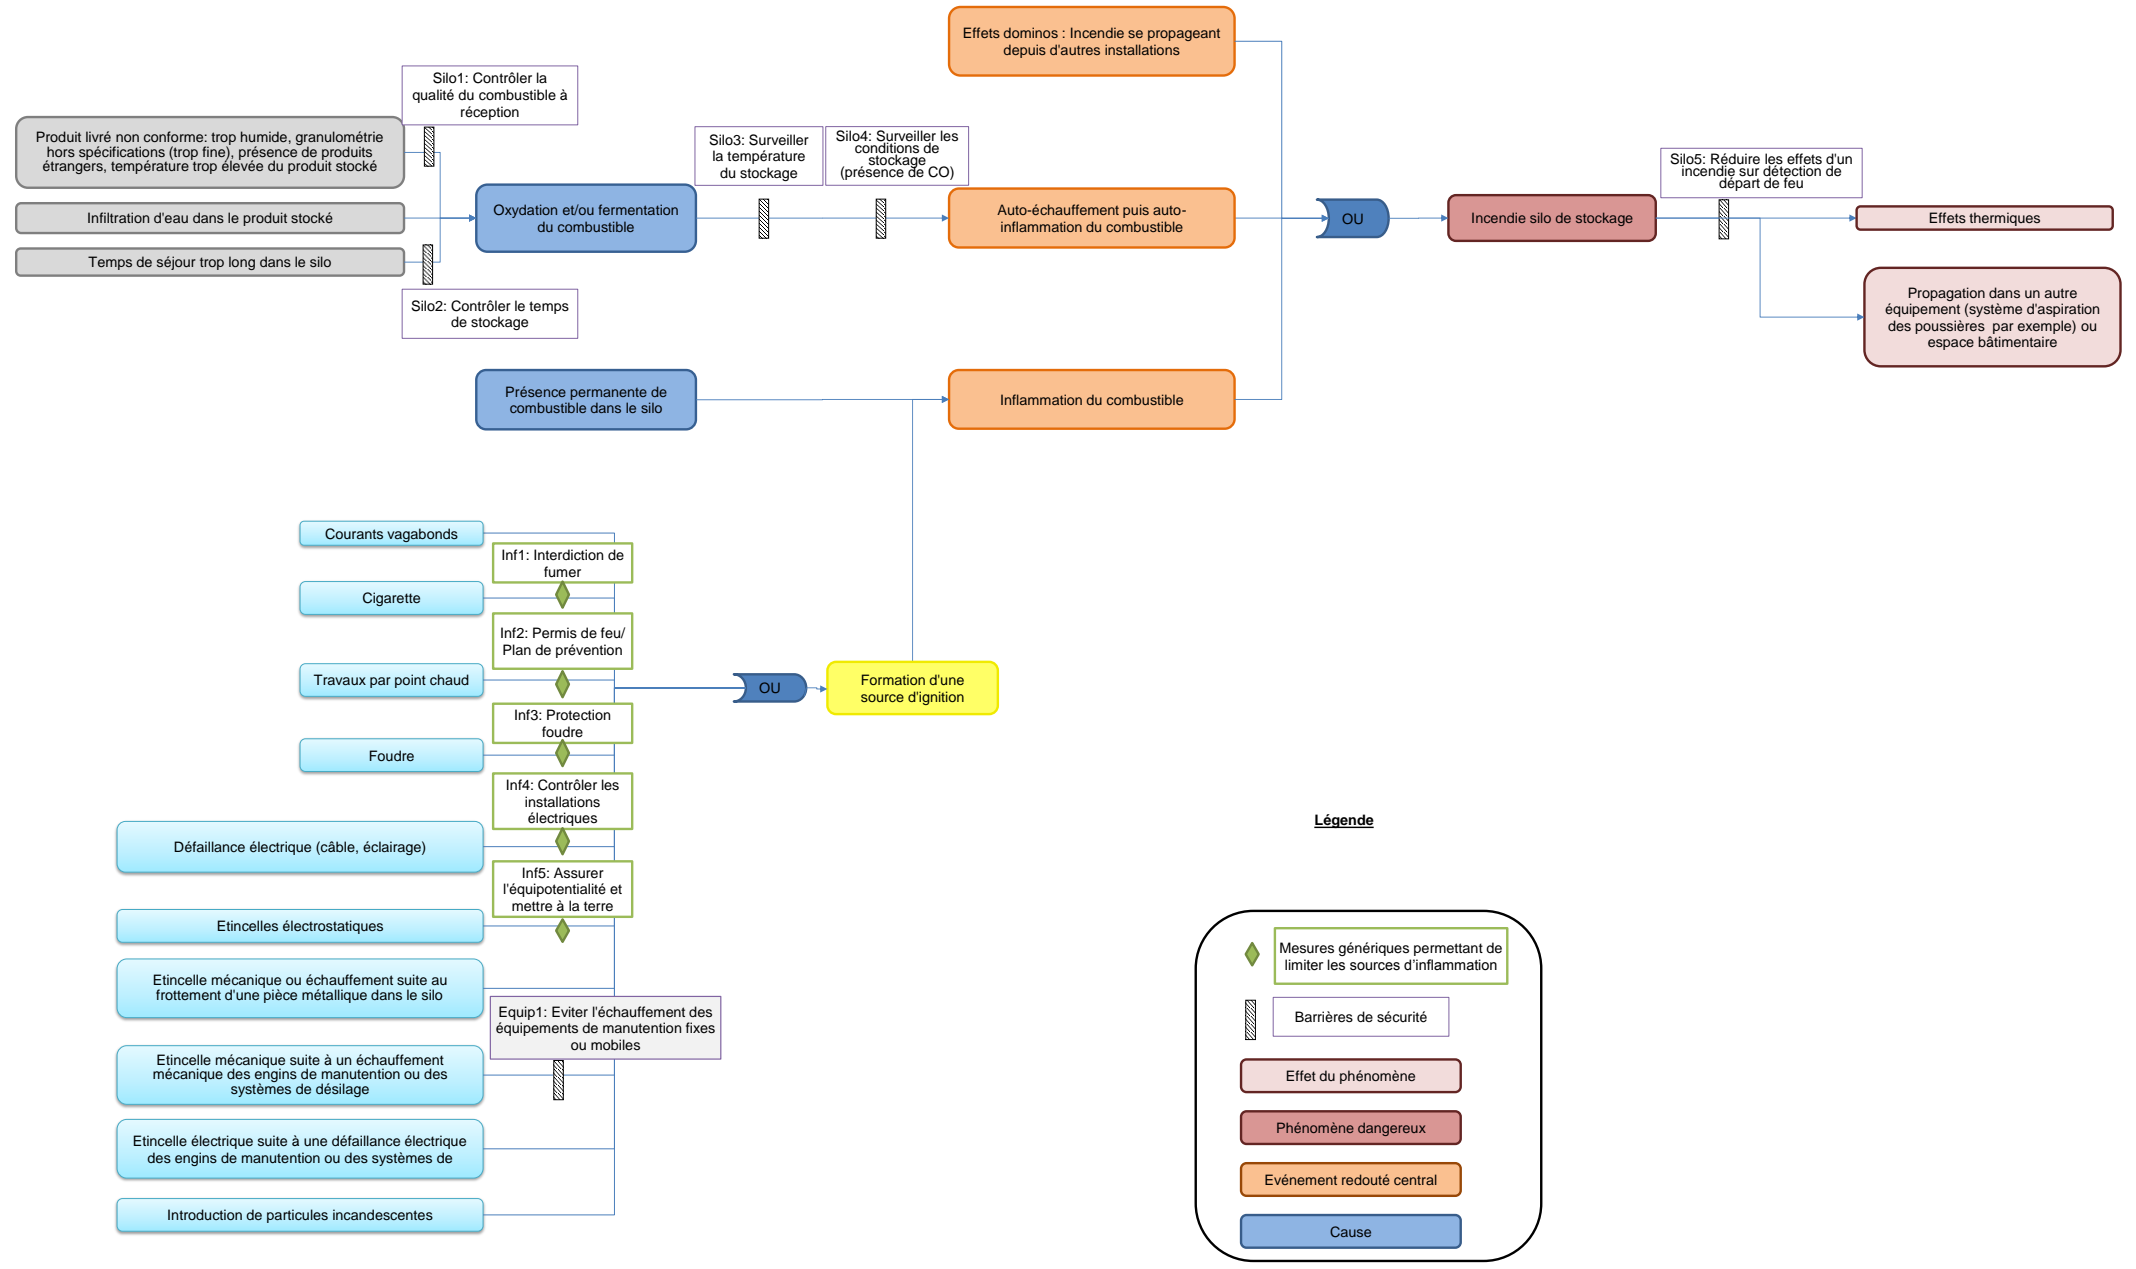 Effets dominos : Incendie se propageant
depuis d'autres installations
Silo1: Contrôler la
qualité du combustible à
réception
Produit livré non conforme: trop humide, granulométrie
hors spécifications (trop fine), présence de produits
étrangers, température trop élevée du produit stocké
Silo3: Surveiller
la température
du stockage
Silo4: Surveiller les
conditions de
stockage
(présence de CO)
Silo5: Réduire les effets d'un
incendie sur détection de
départ de feu
Infiltration d'eau dans le produit stocké
Oxydation et/ou fermentation
du combustible
Auto-échauffement puis auto-
inflammation du combustible
OU
Incendie silo de stockage
Effets thermiques
Temps de séjour trop long dans le silo
Silo2: Contrôler le temps
de stockage
Propagation dans un autre
équipement (système d'aspiration
des poussières  par exemple) ou
espace bâtimentaire
Présence permanente de
combustible dans le silo
Inflammation du combustible
Courants vagabonds
Inf1: Interdiction de
fumer
Cigarette
Inf2: Permis de feu/
Plan de prévention
Travaux par point chaud
OU
Formation d'une
source d'ignition
Inf3: Protection
foudre
Foudre
Inf4: Contrôler les
installations
électriques
Défaillance électrique (câble, éclairage)
Inf5: Assurer
l'équipotentialité et
mettre à la terre
Etincelles électrostatiques
Etincelle mécanique ou échauffement suite au
frottement d'une pièce métallique dans le silo
Equip1: Eviter l'échauffement des
équipements de manutention fixes
ou mobiles
Etincelle mécanique suite à un échauffement
mécanique des engins de manutention ou des
systèmes de désilage
Etincelle électrique suite à une défaillance électrique
des engins de manutention ou des systèmes de
Introduction de particules incandescentes
Légende
Mesures génériques permettant de
limiter les sources d'inflammation
Barrières de sécurité
Effet du phénomène
Phénomène dangereux
Evénement redouté central
Cause